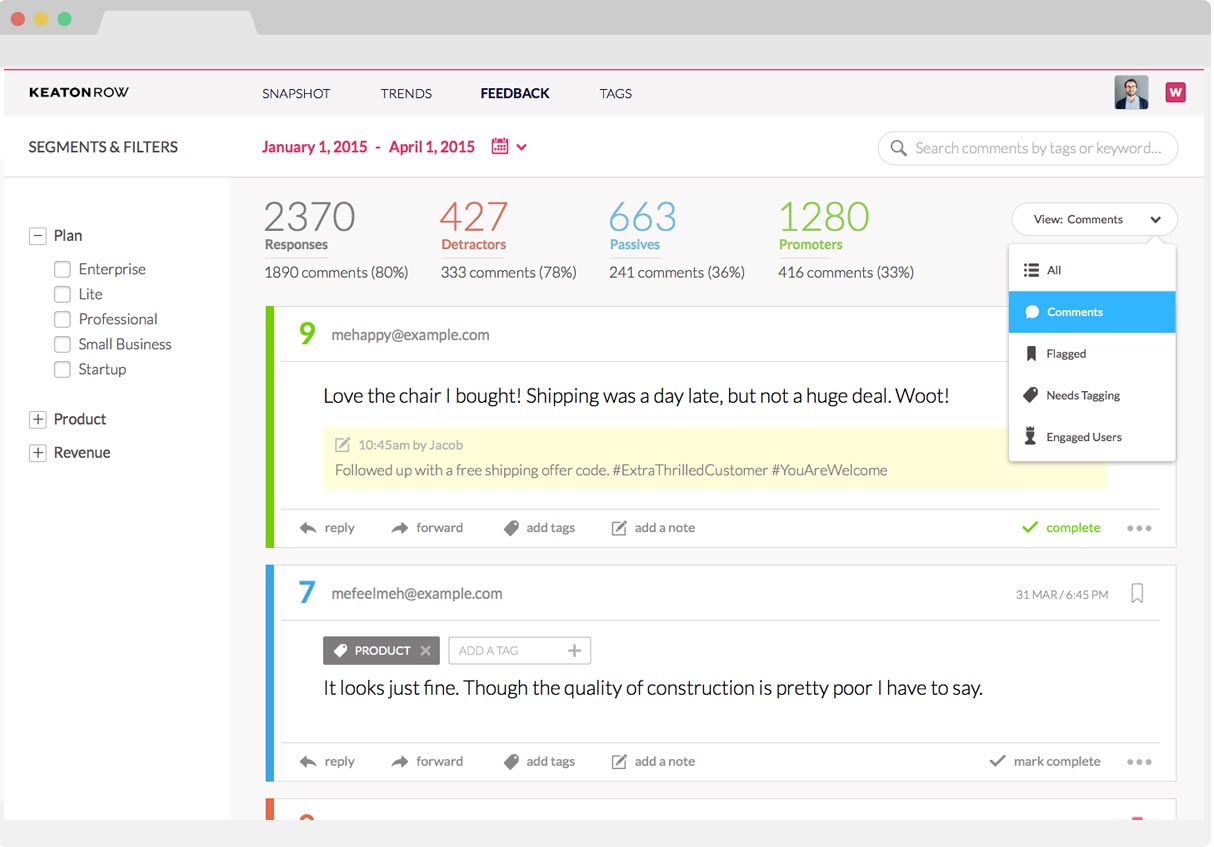 KEATONROW
SNAPSHOT
TRENDS
FEEDBACK
TAGS
W
SEGMENTS & FILTERS
January 1, 2015 - April 1, 2015
Search comments by tags or keyword...
Plan
Enterprise
Lite
Professional
Small Business
Startup
Product
Revenue
2370
Responses
1890 comments (80%)
427
Detractors
333 comments (78%)
663
Passives
241 comments (36%)
1280
Promoters
416 comments (33%)
View: Comments
All
Comments
Flagged
Needs Tagging
Engaged Users
9 mehappy@example.com
Love the chair I bought! Shipping was a day late, but not a huge deal. Woot!
10:45am by Jacob
Followed up with a free shipping offer code. #ExtraThrilledCustomer #YouAreWelcome
reply forward add tags add a note complete
7 mefeelmeh@example.com 31 MAR / 6:45 PM
PRODUCT ADD A TAG
It looks just fine. Though the quality of construction is pretty poor I have to say.
reply forward add tags add a note mark complete